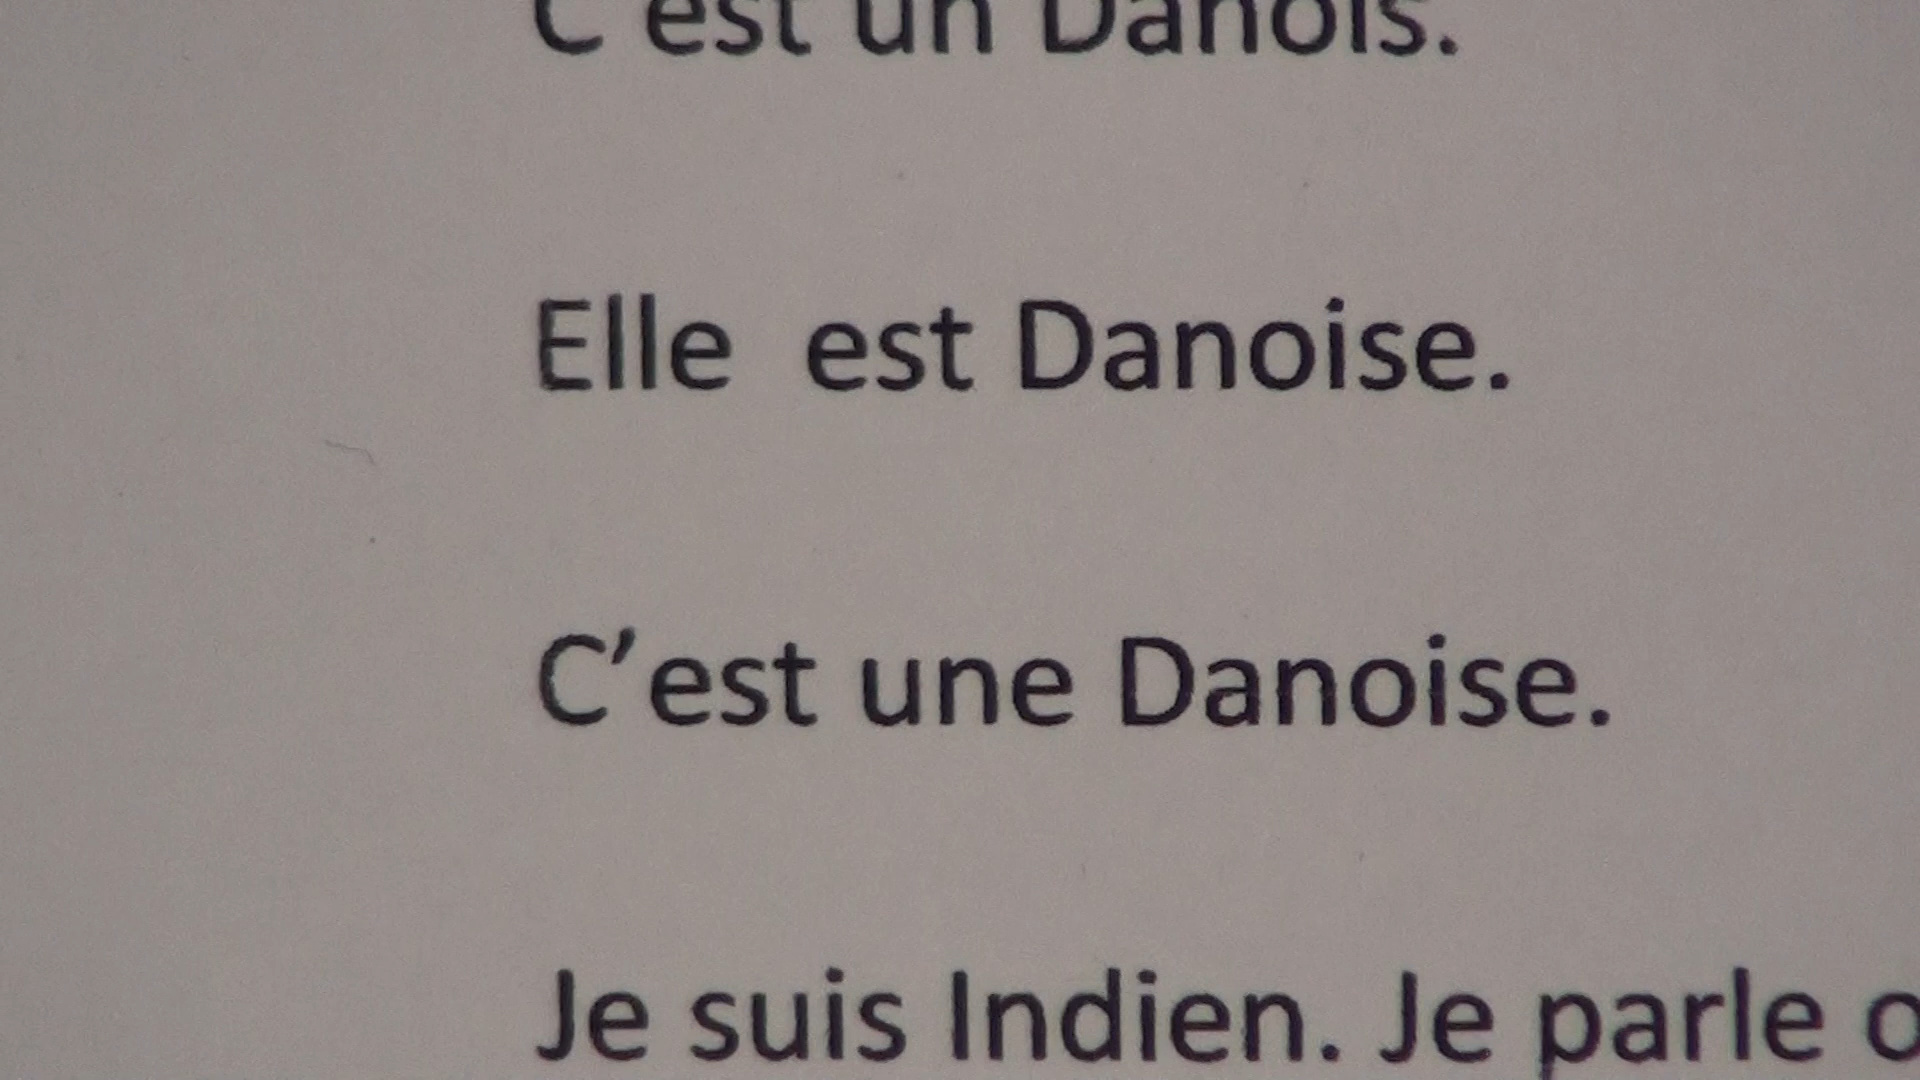 C'est un Danois.
Elle est Danoise.
C'est une Danoise.
Je suis Indien. Je parle